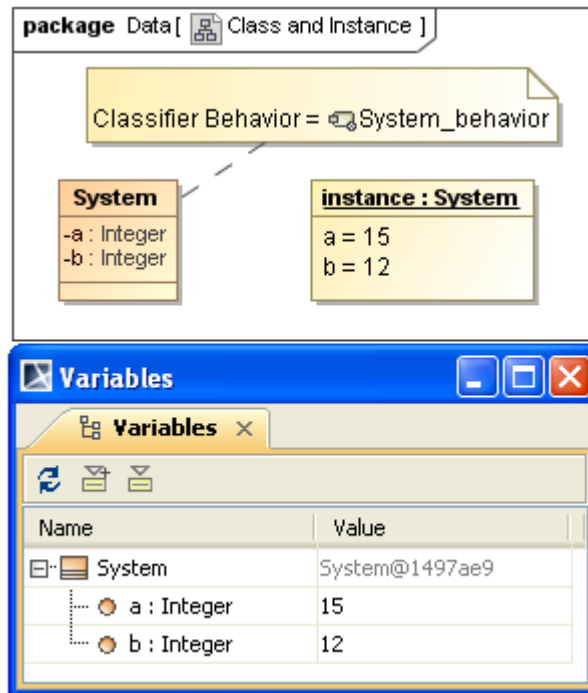 package Data[ Class and Instance ]
Classifier Behavior = System_behavior
System
-a : Integer
-b : Integer
instance : System
a = 15
b = 12
Variables
Variables
Name Value
System System@1497ae9
a : Integer 15
b : Integer 12